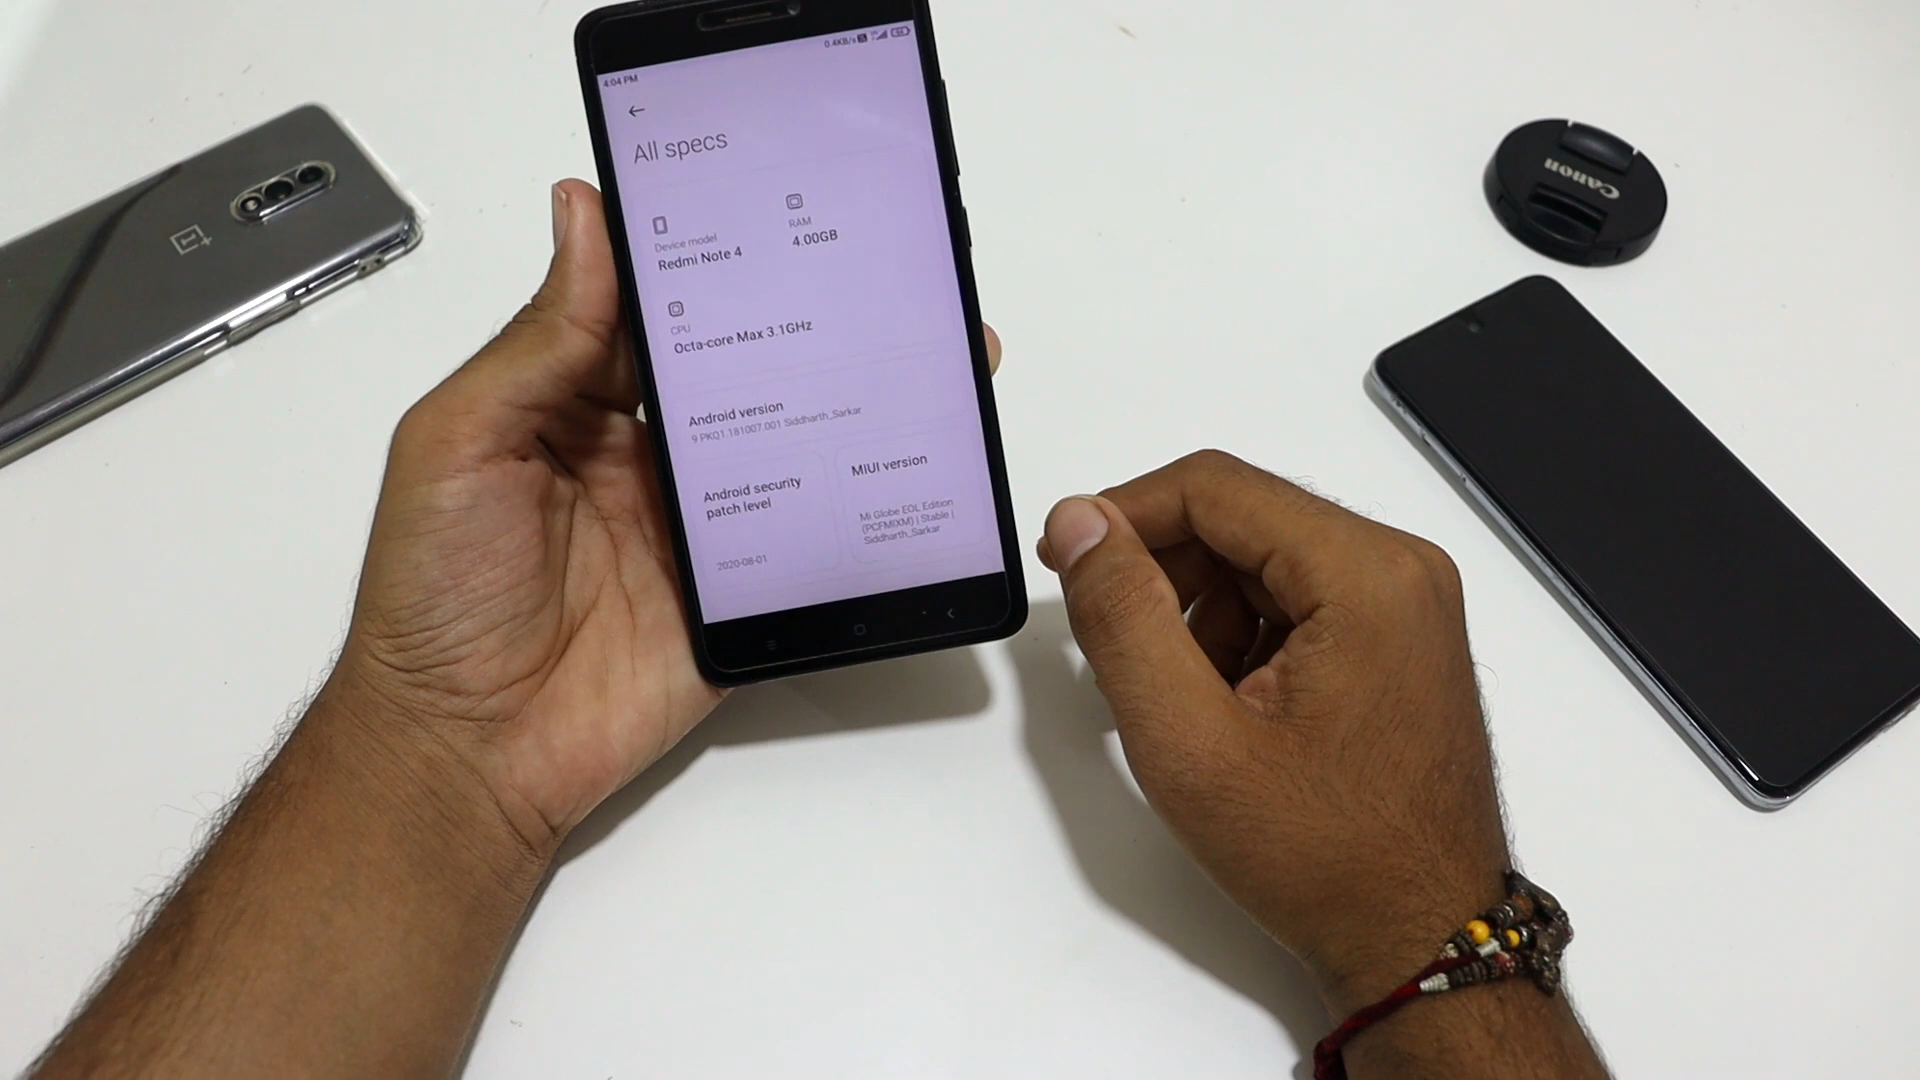 4:04 PM
0.4KB/s
All specs
Device model
Redmi Note 4
RAM
4.00GB
CPU
Octa-core Max 3.1GHz
Android version
9 PKQ1.181007.001 Siddharth_Sarkar
Android security
patch level
2020-08-01
MIUI version
Mi Globe EOL Edition
(PCFMIXM) | Stable |
Siddharth_Sarkar
Canon